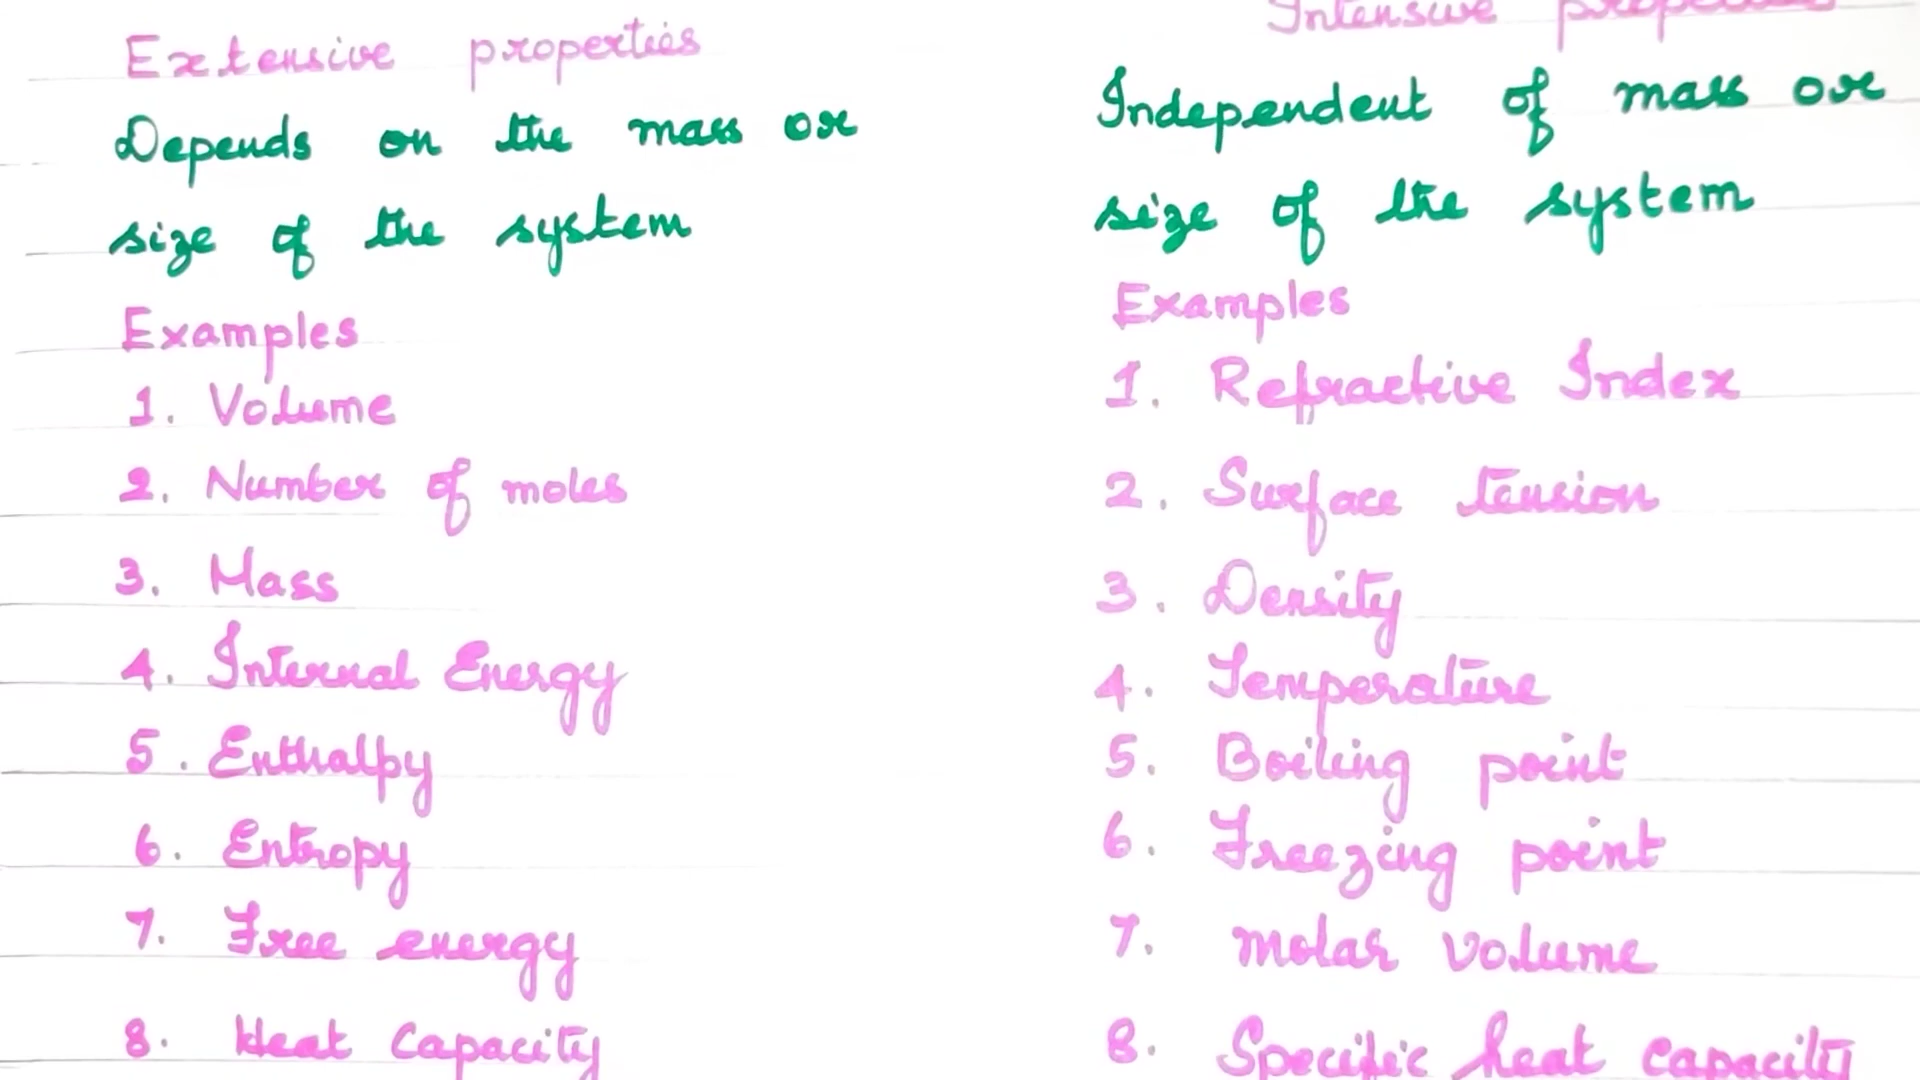 Extensive properties
Depends on the mass or
size of the system
Examples
1. Volume
2. Number of moles
3. Mass
4. Internal Energy
5. Enthalpy
6. Entropy
7. Free energy
8. Heat Capacity
Intensive properties
Independent of mass or
size of the system
Examples
1. Refractive Index
2. Surface tension
3. Density
4. Temperature
5. Boiling point
6. Freezing point
7. Molar volume
8. Specific heat capacity